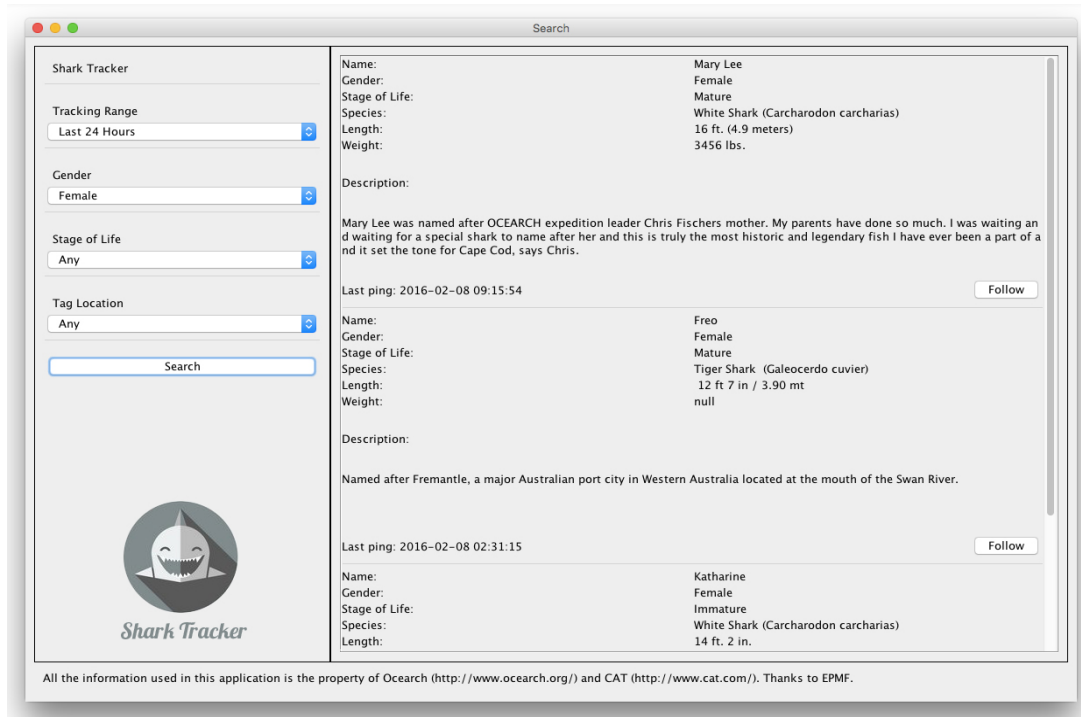 Search
Shark Tracker
Tracking Range
Last 24 Hours
Gender
Female
Stage of Life
Any
Tag Location
Any
Search
Shark Tracker
Name: Mary Lee
Gender: Female
Stage of Life: Mature
Species: White Shark (Carcharodon carcharias)
Length: 16 ft. (4.9 meters)
Weight: 3456 lbs.
Description:
Mary Lee was named after OCEARCH expedition leader Chris Fischers mother. My parents have done so much. I was waiting an
d waiting for a special shark to name after her and this is truly the most historic and legendary fish I have ever been a part of a
nd it set the tone for Cape Cod, says Chris.
Last ping: 2016-02-08 09:15:54 Follow
Name: Freo
Gender: Female
Stage of Life: Mature
Species: Tiger Shark (Galeocerdo cuvier)
Length: 12 ft 7 in / 3.90 mt
Weight: null
Description:
Named after Fremantle, a major Australian port city in Western Australia located at the mouth of the Swan River.
Last ping: 2016-02-08 02:31:15 Follow
Name: Katharine
Gender: Female
Stage of Life: Immature
Species: White Shark (Carcharodon carcharias)
Length: 14 ft. 2 in.
All the information used in this application is the property of Ocearch (http://www.ocearch.org/) and CAT (http://www.cat.com/). Thanks to EPMF.